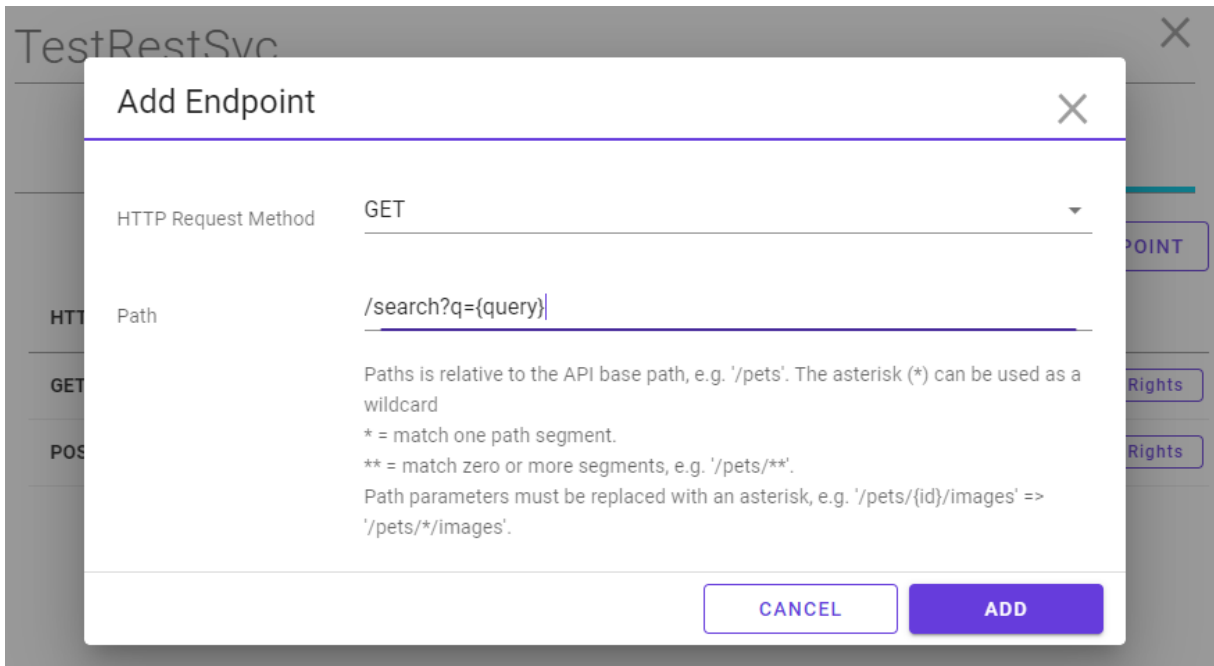 TestRestSvc
Add Endpoint
HTTP Request Method
GET
POINT
Path
/search?q={query}
HTT
Paths is relative to the API base path, e.g. '/pets'. The asterisk (*) can be used as a
wildcard
GET
Rights
* = match one path segment.
POS
Rights
** = match zero or more segments, e.g. '/pets/**'.
Path parameters must be replaced with an asterisk, e.g. '/pets/{id}/images' =>
'/pets/*/images'.
CANCEL
ADD